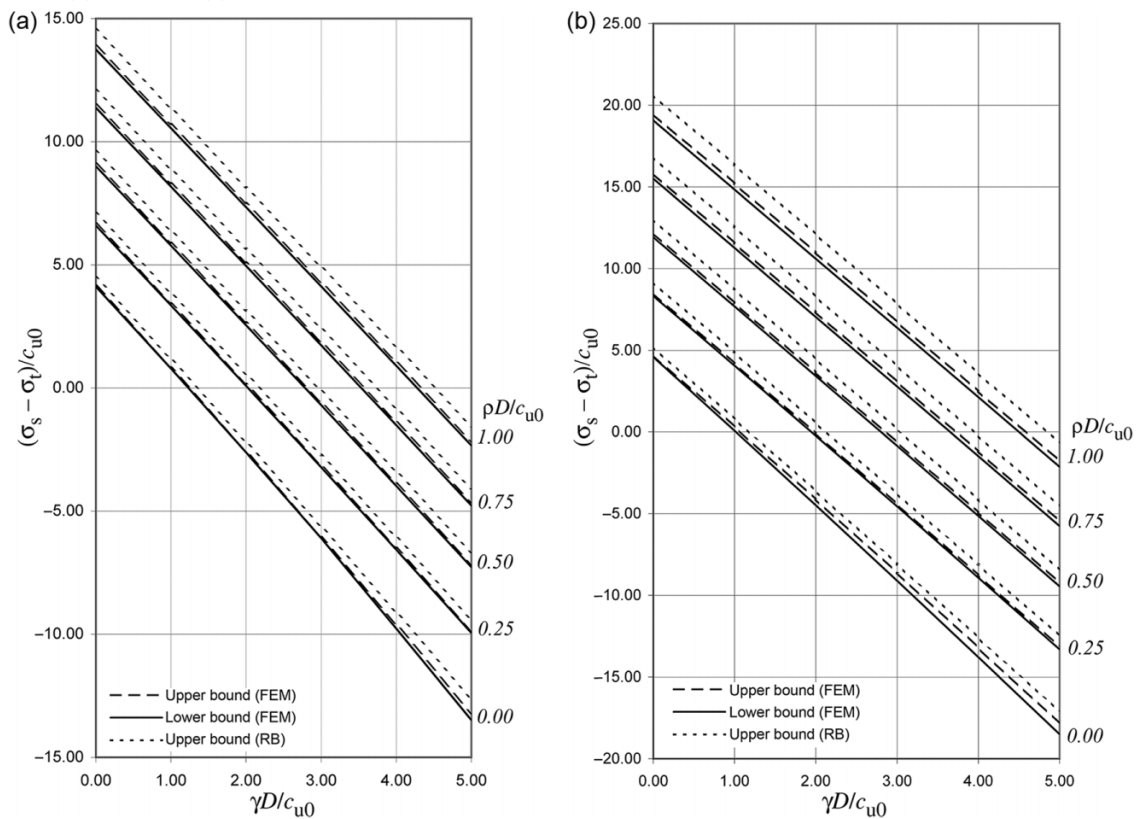 (a)
15.00
10.00
5.00
0.00
–5.00
–10.00
–15.00
(σs – σt)/cu0
ρD/cu0
1.00
0.75
0.50
0.25
0.00
Upper bound (FEM)
Lower bound (FEM)
Upper bound (RB)
0.00 1.00 2.00 3.00 4.00 5.00
γD/cu0
(b)
25.00
20.00
15.00
10.00
5.00
0.00
–5.00
–10.00
–15.00
–20.00
(σs – σt)/cu0
ρD/cu0
1.00
0.75
0.50
0.25
0.00
Upper bound (FEM)
Lower bound (FEM)
Upper bound (RB)
0.00 1.00 2.00 3.00 4.00 5.00
γD/cu0